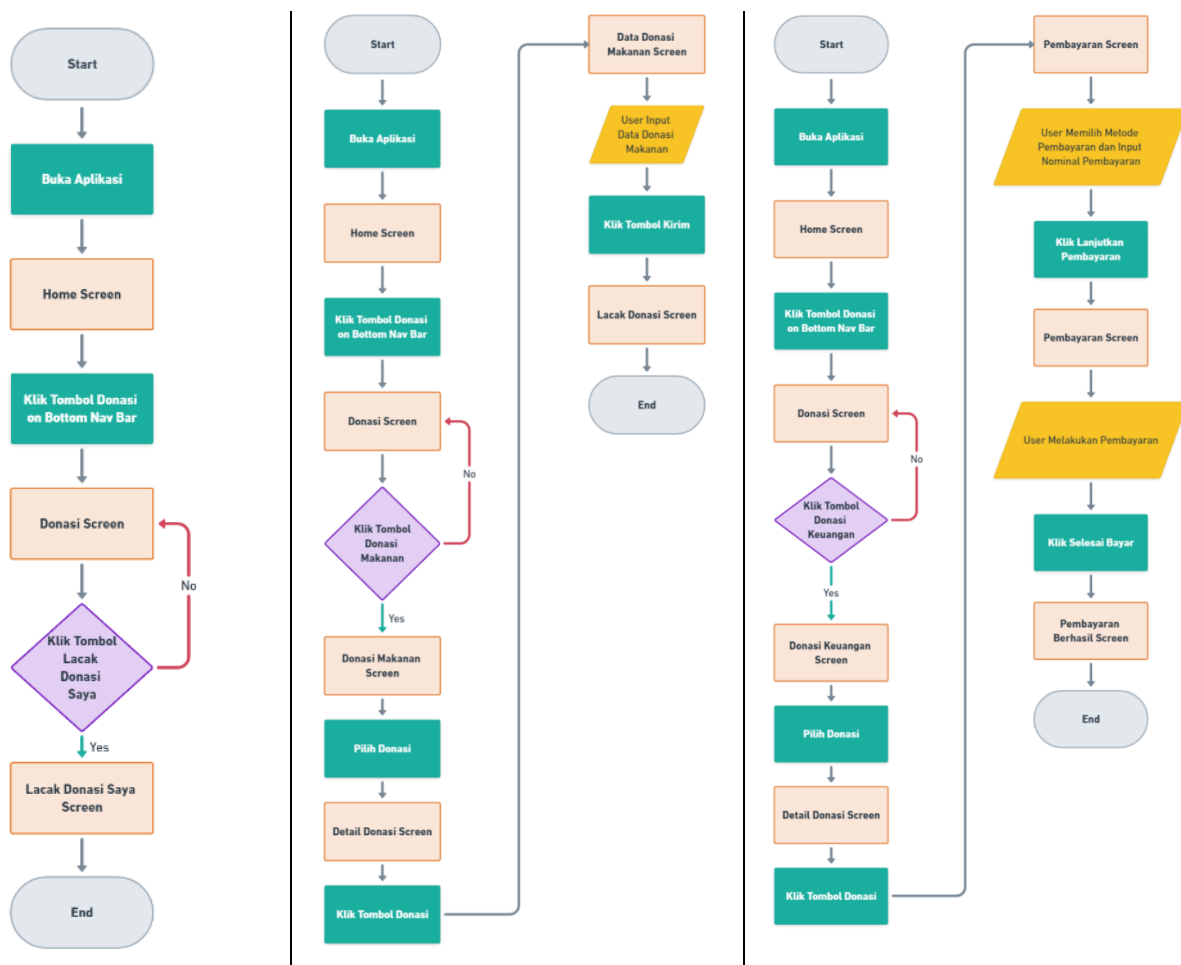 Start
Buka Aplikasi
Home Screen
Klik Tombol Donasi
on Bottom Nav Bar
Donasi Screen
No
Klik Tombol
Lacak
Donasi
Saya
Yes
Lacak Donasi Saya
Screen
End
Start
Buka Aplikasi
Home Screen
Klik Tombol Donasi
on Bottom Nav Bar
Donasi Screen
No
Klik Tombol
Donasi
Makanan
Yes
Donasi Makanan
Screen
Pilih Donasi
Detail Donasi Screen
Klik Tombol Donasi
Data Donasi
Makanan Screen
User Input
Data Donasi
Makanan
Klik Tombol Kirim
Lacak Donasi Screen
End
Start
Buka Aplikasi
Home Screen
Klik Tombol Donasi
on Bottom Nav Bar
Donasi Screen
No
Klik Tombol
Donasi
Keuangan
Yes
Donasi Keuangan
Screen
Pilih Donasi
Detail Donasi Screen
Klik Tombol Donasi
Pembayaran Screen
User Memilih Metode
Pembayaran dan Input
Nominal Pembayaran
Klik Lanjutkan
Pembayaran
Pembayaran Screen
User Melakukan Pembayaran
Klik Selesai Bayar
Pembayaran
Berhasil Screen
End